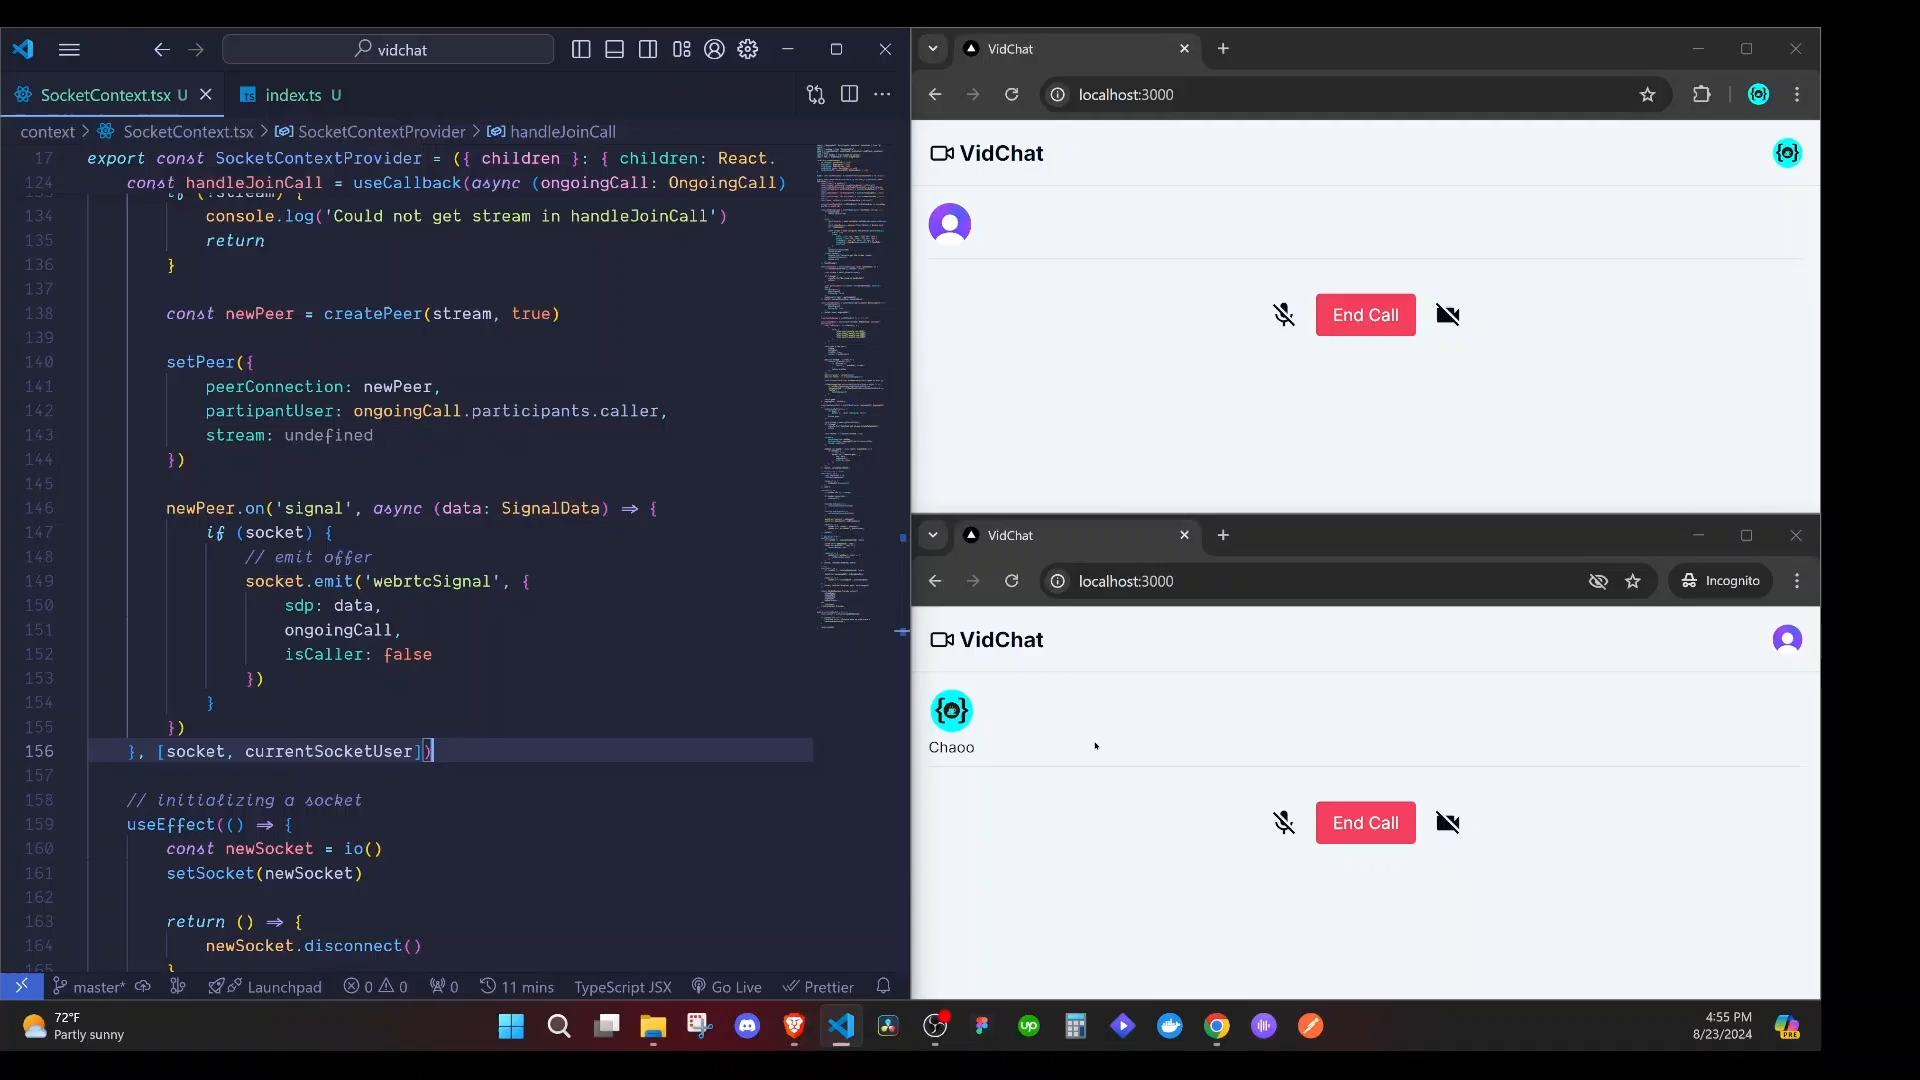 vidchat
SocketContext.tsx U
index.ts U
context > SocketContext.tsx > SocketContextProvider > handleJoinCall
17 export const SocketContextProvider = ({ children }: { children: React.
124 const handleJoinCall = useCallback(async (ongoingCall: OngoingCall)
134 console.log('Could not get stream in handleJoinCall')
135 return
136 }
137
138 const newPeer = createPeer(stream, true)
139
140 setPeer({
141 peerConnection: newPeer,
142 partipantUser: ongoingCall.participants.caller,
143 stream: undefined
144 })
145
146 newPeer.on('signal', async (data: SignalData) => {
147 if (socket) {
148 // emit offer
149 socket.emit('webrtcSignal', {
150 sdp: data,
151 ongoingCall,
152 isCaller: false
153 })
154 }
155 })
156 }, [socket, currentSocketUser])
157
158 // initializing a socket
159 useEffect(() => {
160 const newSocket = io()
161 setSocket(newSocket)
162
163 return () => {
164 newSocket.disconnect()
165 }
master* Launchpad 0 0 0 11 mins TypeScript JSX Go Live Prettier
VidChat
localhost:3000
VidChat
End Call
VidChat
localhost:3000
Incognito
VidChat
Chaoo
End Call
72°F
Partly sunny
4:55 PM
8/23/2024